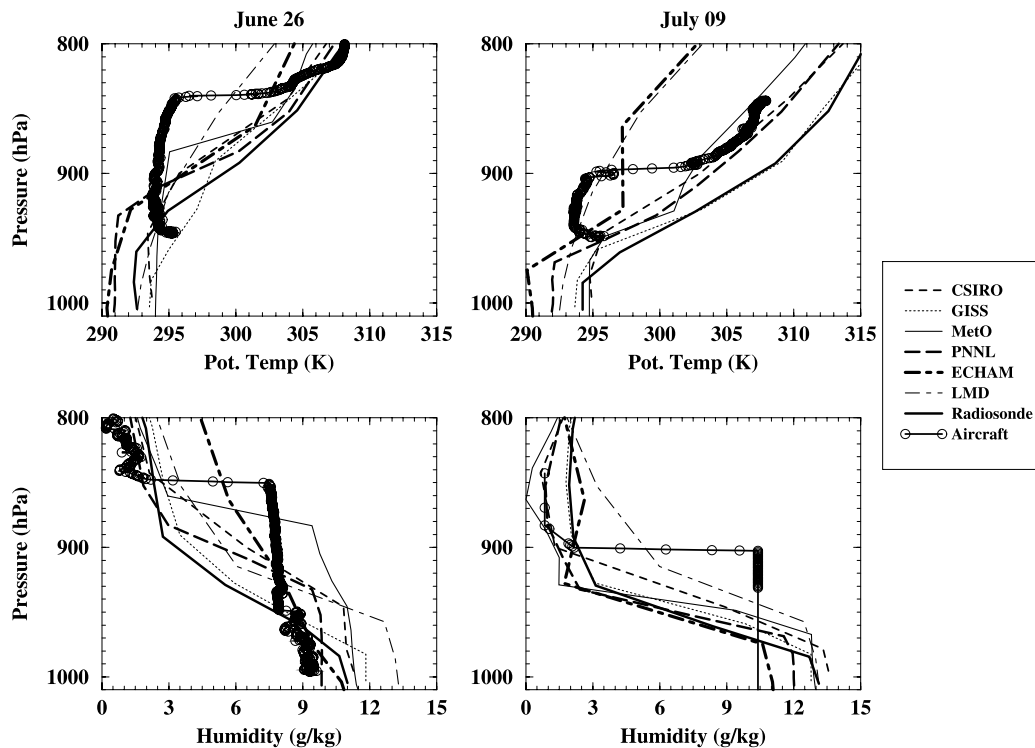 June 26
July 09
800
900
1000
Pressure (hPa)
290 295 300 305 310 315
Pot. Temp (K)
800
900
1000
290 295 300 305 310 315
Pot. Temp (K)
CSIRO
GISS
MetO
PNNL
ECHAM
LMD
Radiosonde
Aircraft
800
900
1000
Pressure (hPa)
0 3 6 9 12 15
Humidity (g/kg)
800
900
1000
0 3 6 9 12 15
Humidity (g/kg)